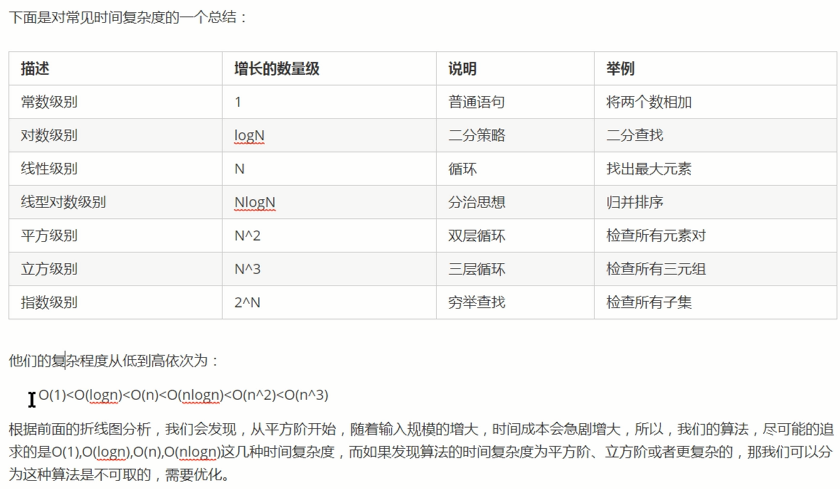 下面是对常见时间复杂度的一个总结：
描述 增长的数量级 说明 举例
常数级别 1 普通语句 将两个数相加
对数级别 logN 二分策略 二分查找
线性级别 N 循环 找出最大元素
线型对数级别 NlogN 分治思想 归并排序
平方级别 N^2 双层循环 检查所有元素对
立方级别 N^3 三层循环 检查所有三元组
指数级别 2^N 穷举查找 检查所有子集
他们的复杂程度从低到高依次为：
O(1)<O(logn)<O(n)<O(nlogn)<O(n^2)<O(n^3)
根据前面的折线图分析，我们会发现，从平方阶开始，随着输入规模的增大，时间成本会急剧增大，所以，我们的算法，尽可能的追
求的是O(1),O(logn),O(n),O(nlogn)这几种时间复杂度，而如果发现算法的时间复杂度为平方阶、立方阶或者更复杂的，那我们可以分
为这种算法是不可取的，需要优化。